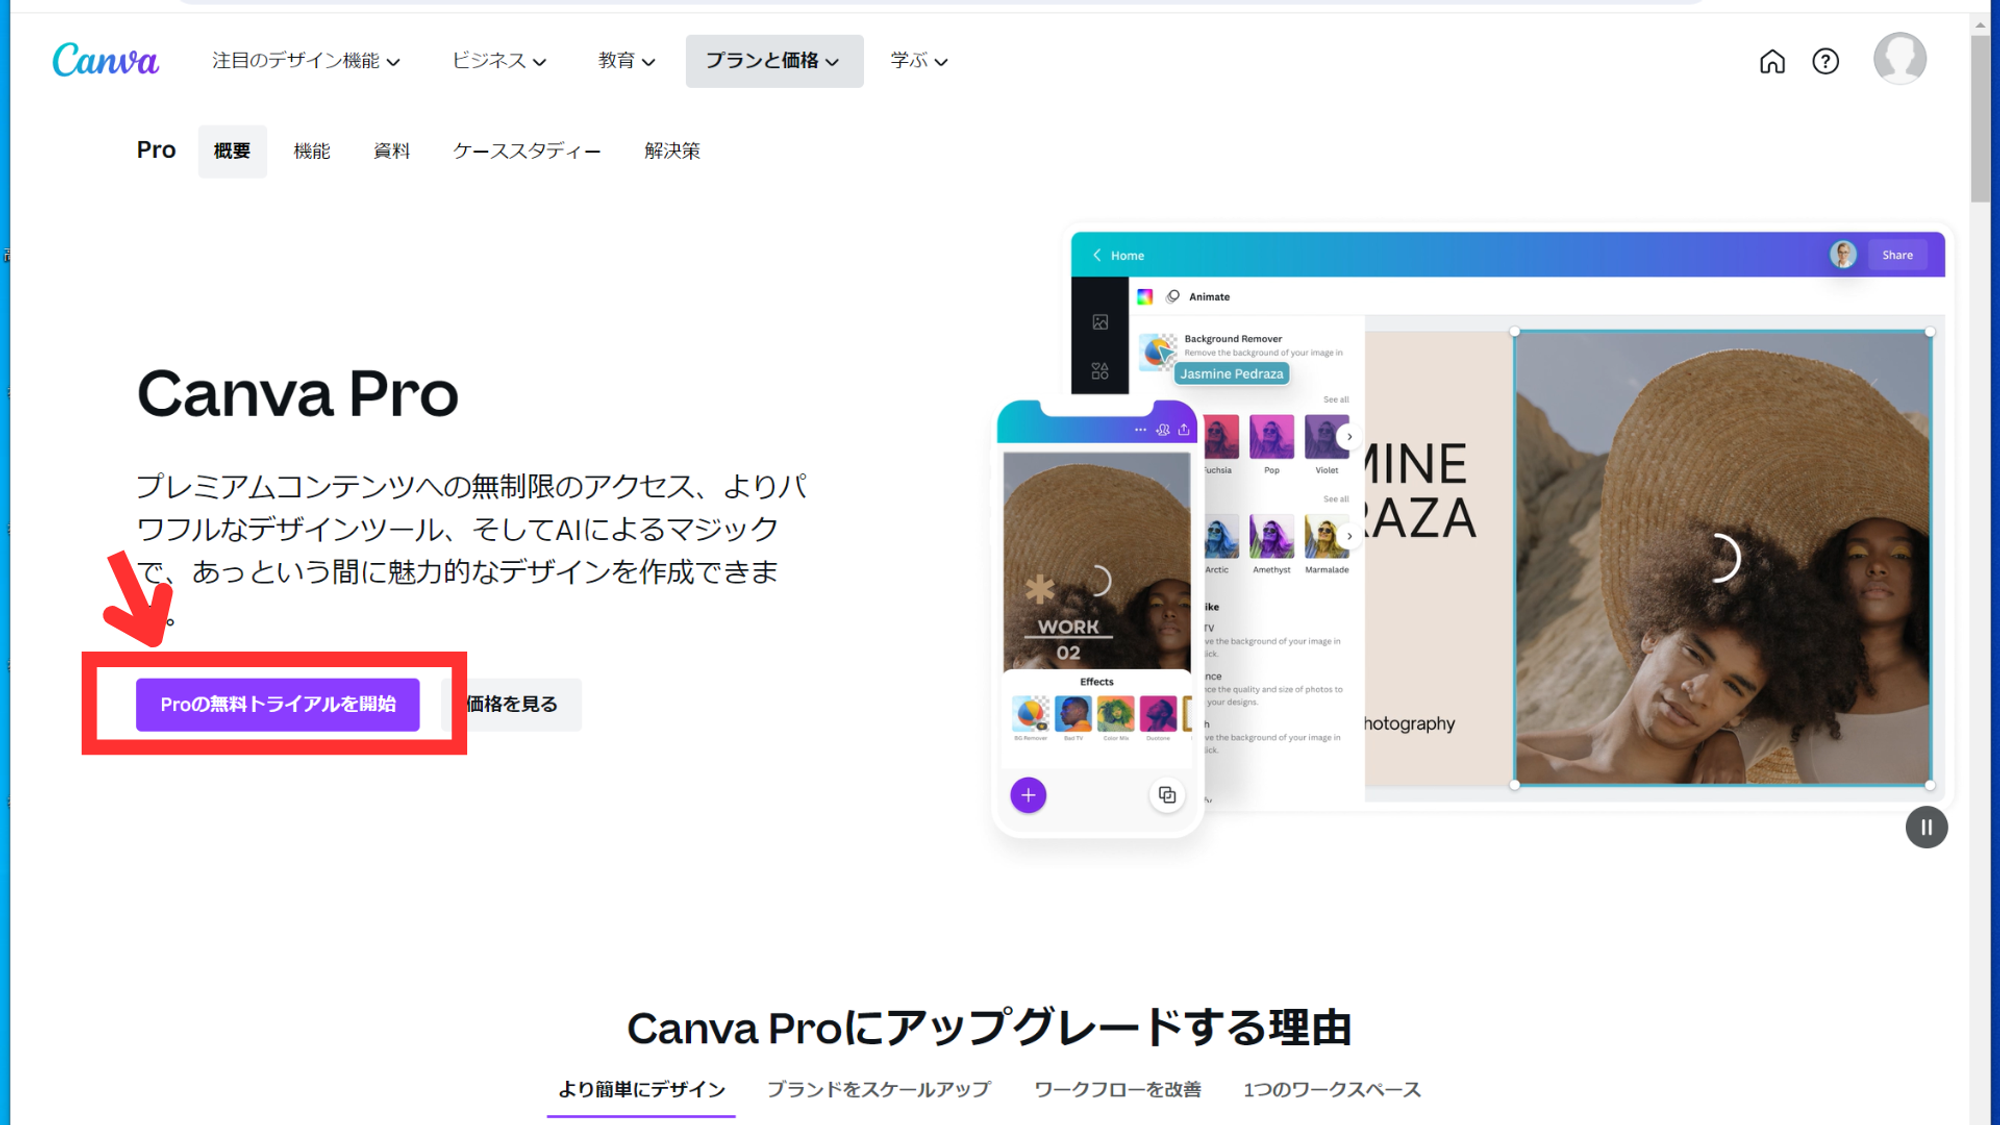 Canva
注目のデザイン機能
ビジネス
教育
プランと価格
学ぶ
Pro
概要
機能
資料
ケーススタディー
解決策
Canva Pro
プレミアムコンテンツへの無制限のアクセス、よりパ
ワフルなデザインツール、そしてAIによるマジック
で、あっという間に魅力的なデザインを作成できま
。
Proの無料トライアルを開始
価格を見る
Home
Share
Animate
Background Remover
Remove the background of your image in
Jasmine Pedraza
See all
Fuchsia
Pop
Violet
See all
Arctic
Amethyst
Marmalade
MINE
RAZA
ike
TV
ve the background of your image in
lick.
nce
ce the quality and size of photos to
your designs.
h
ve the background of your image in
lick.
hotography
WORK
02
Effects
BG Remover
Bad TV
Color Mix
Duotone
Canva Proにアップグレードする理由
より簡単にデザイン
ブランドをスケールアップ
ワークフローを改善
1つのワークスペース